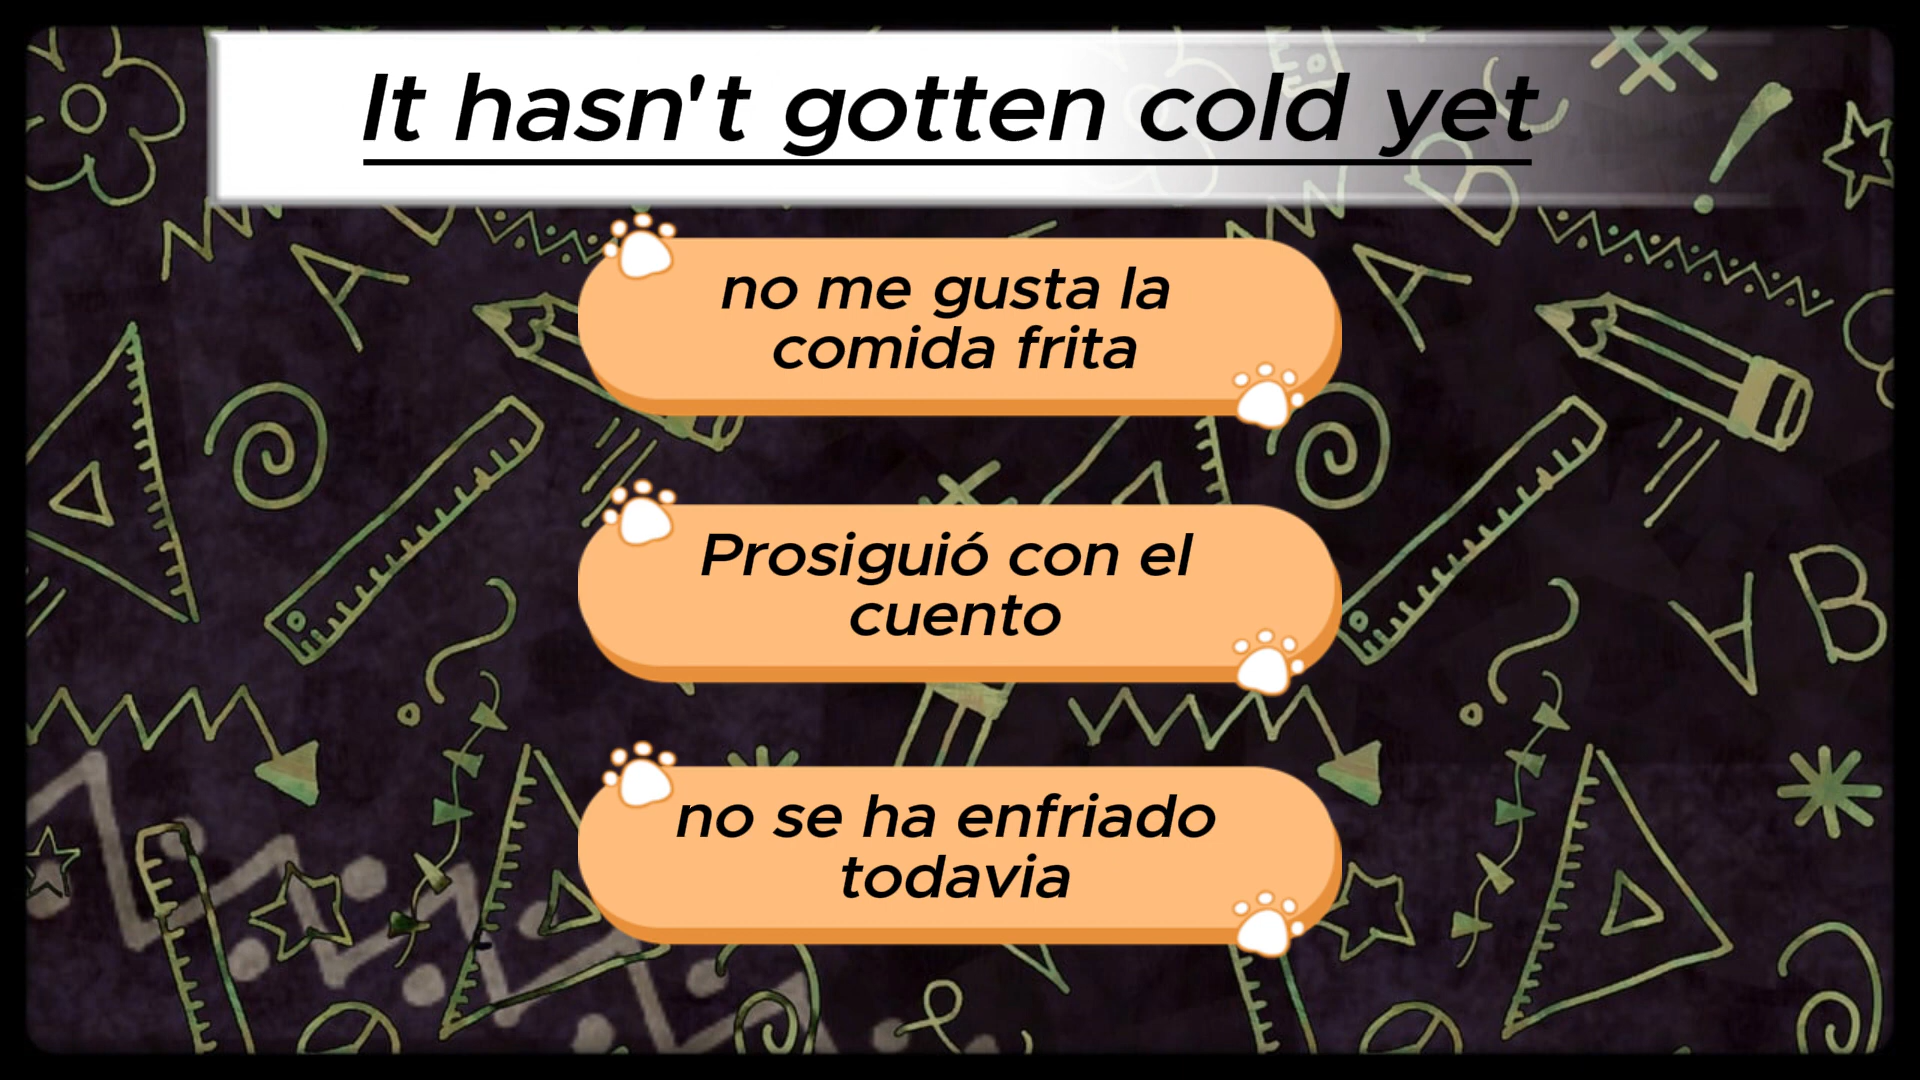 It hasn't gotten cold yet
no me gusta la
comida frita
Prosiguió con el
cuento
no se ha enfriado
todavia